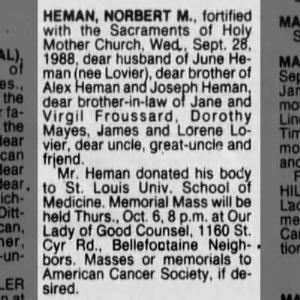 HEMAN, NORBERT M., fortified
with the Sacraments of Holy
Mother Church, Wed., Sept. 28,
1988, dear husband of June He-
man (nee Lovier), dear brother of
Alex Heman and Joseph Heman,
dear brother-in-law of Jane and
Virgil Froussard, Dorothy
Mayes, James and Lorene Lo-
vier, dear uncle, great-uncle and
friend.
Mr. Heman donated his body
to St. Louis Univ. School of
Medicine. Memorial Mass will be
held Thurs., Oct. 6, 8 p.m. at Our
Lady of Good Counsel, 1160 St.
Cyr Rd., Bellefontaine Neigh-
bors. Masses or memorials to
American Cancer Society, if de-
sired.